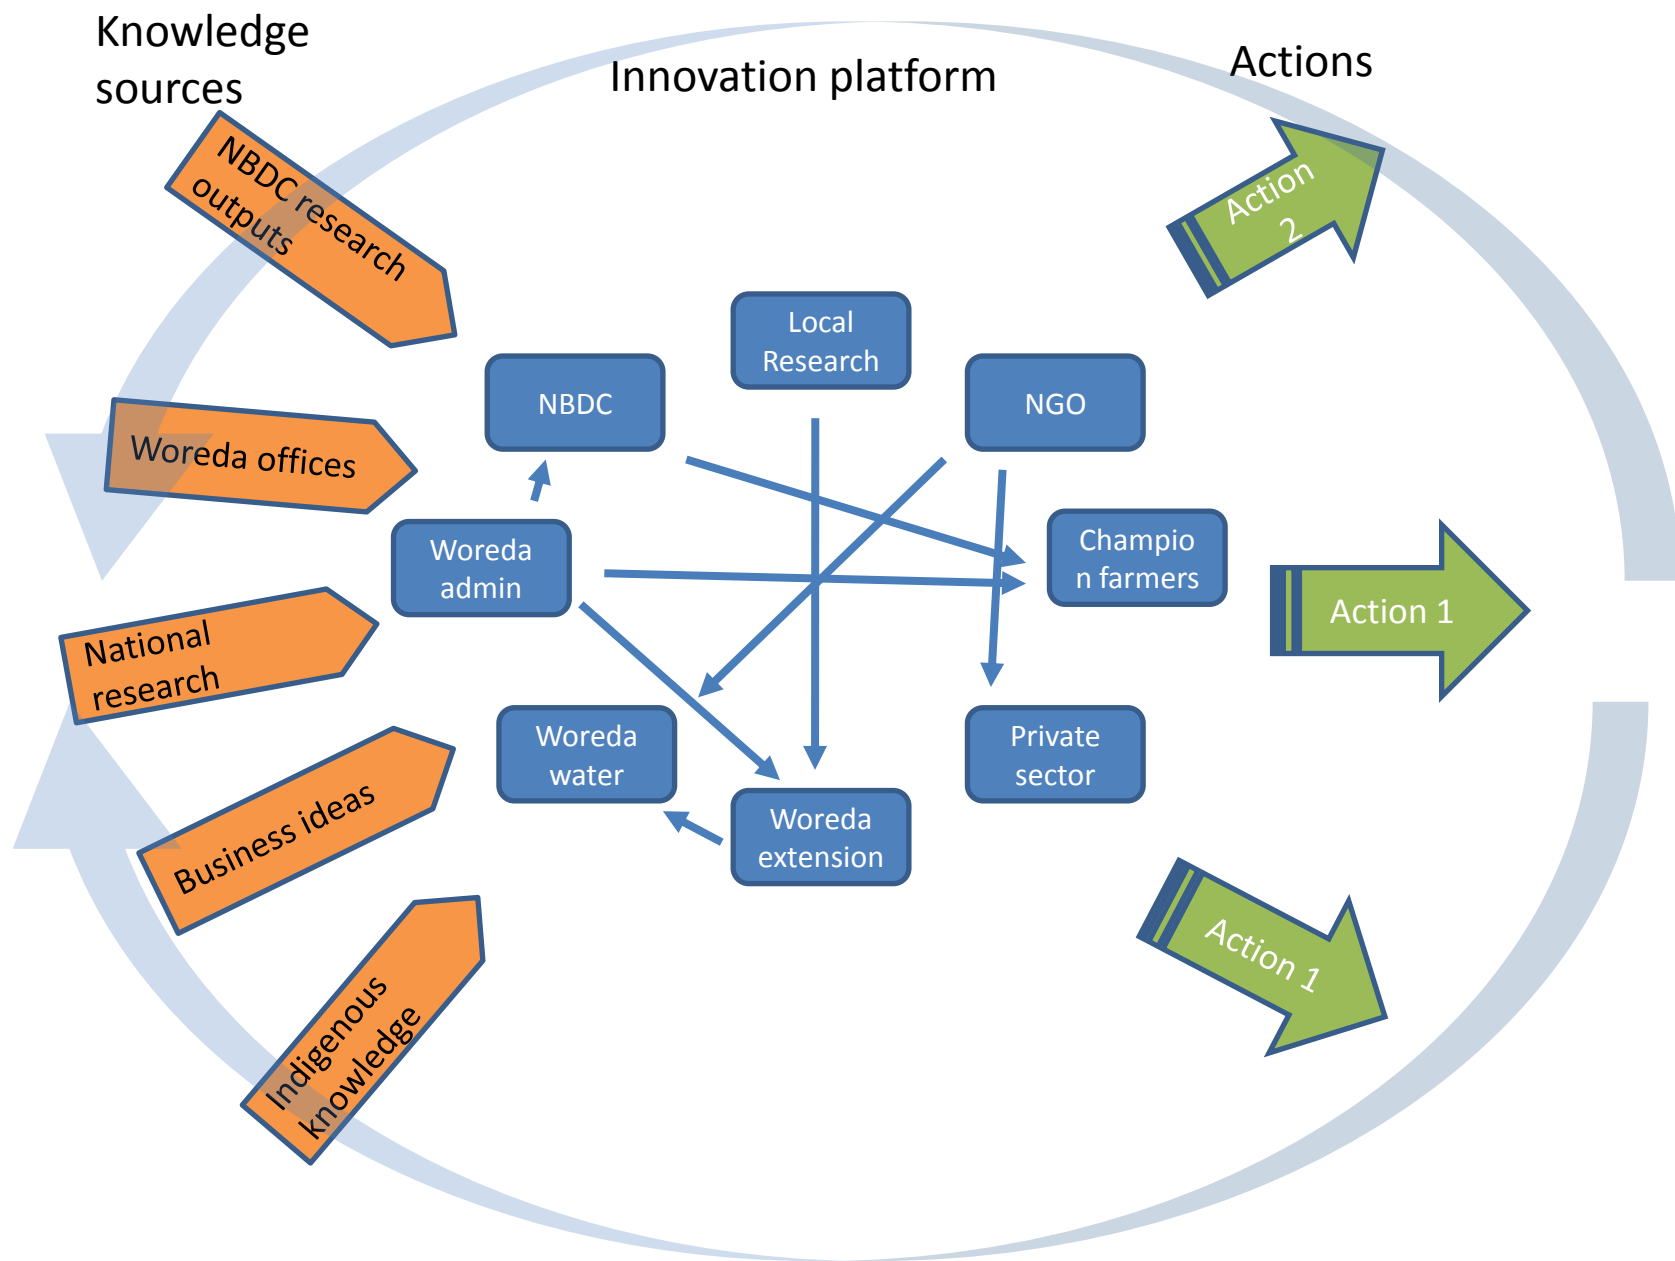 Knowledge
sources
Innovation platform
Actions
NBDC research
outputs
Woreda offices
National
research
Business ideas
Indigenous
knowledge
Local
Research
NBDC
NGO
Woreda
admin
Champio
n farmers
Woreda
water
Private
sector
Woreda
extension
Action
2
Action 1
Action 1